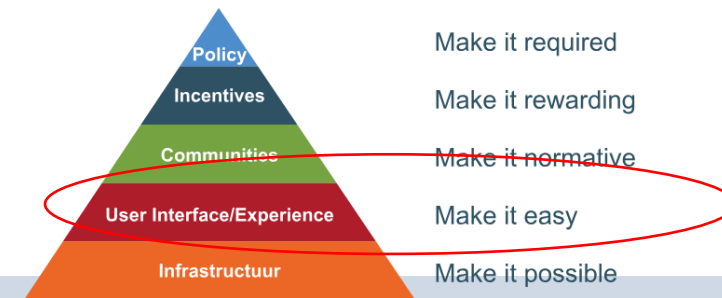 Policy Make it required
Incentives Make it rewarding
Communities Make it normative
User Interface/Experience Make it easy
Infrastructuur Make it possible